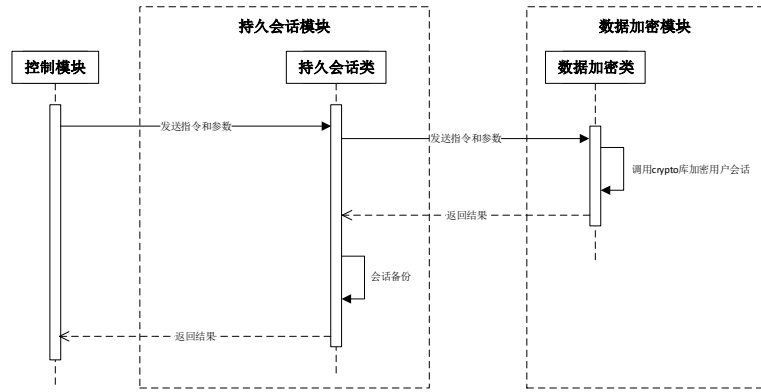 持久会话模块
数据加密模块
控制模块
持久会话类
数据加密类
发送指令和参数
发送指令和参数
调用crypto库加密用户会话
返回结果
会话备份
返回结果